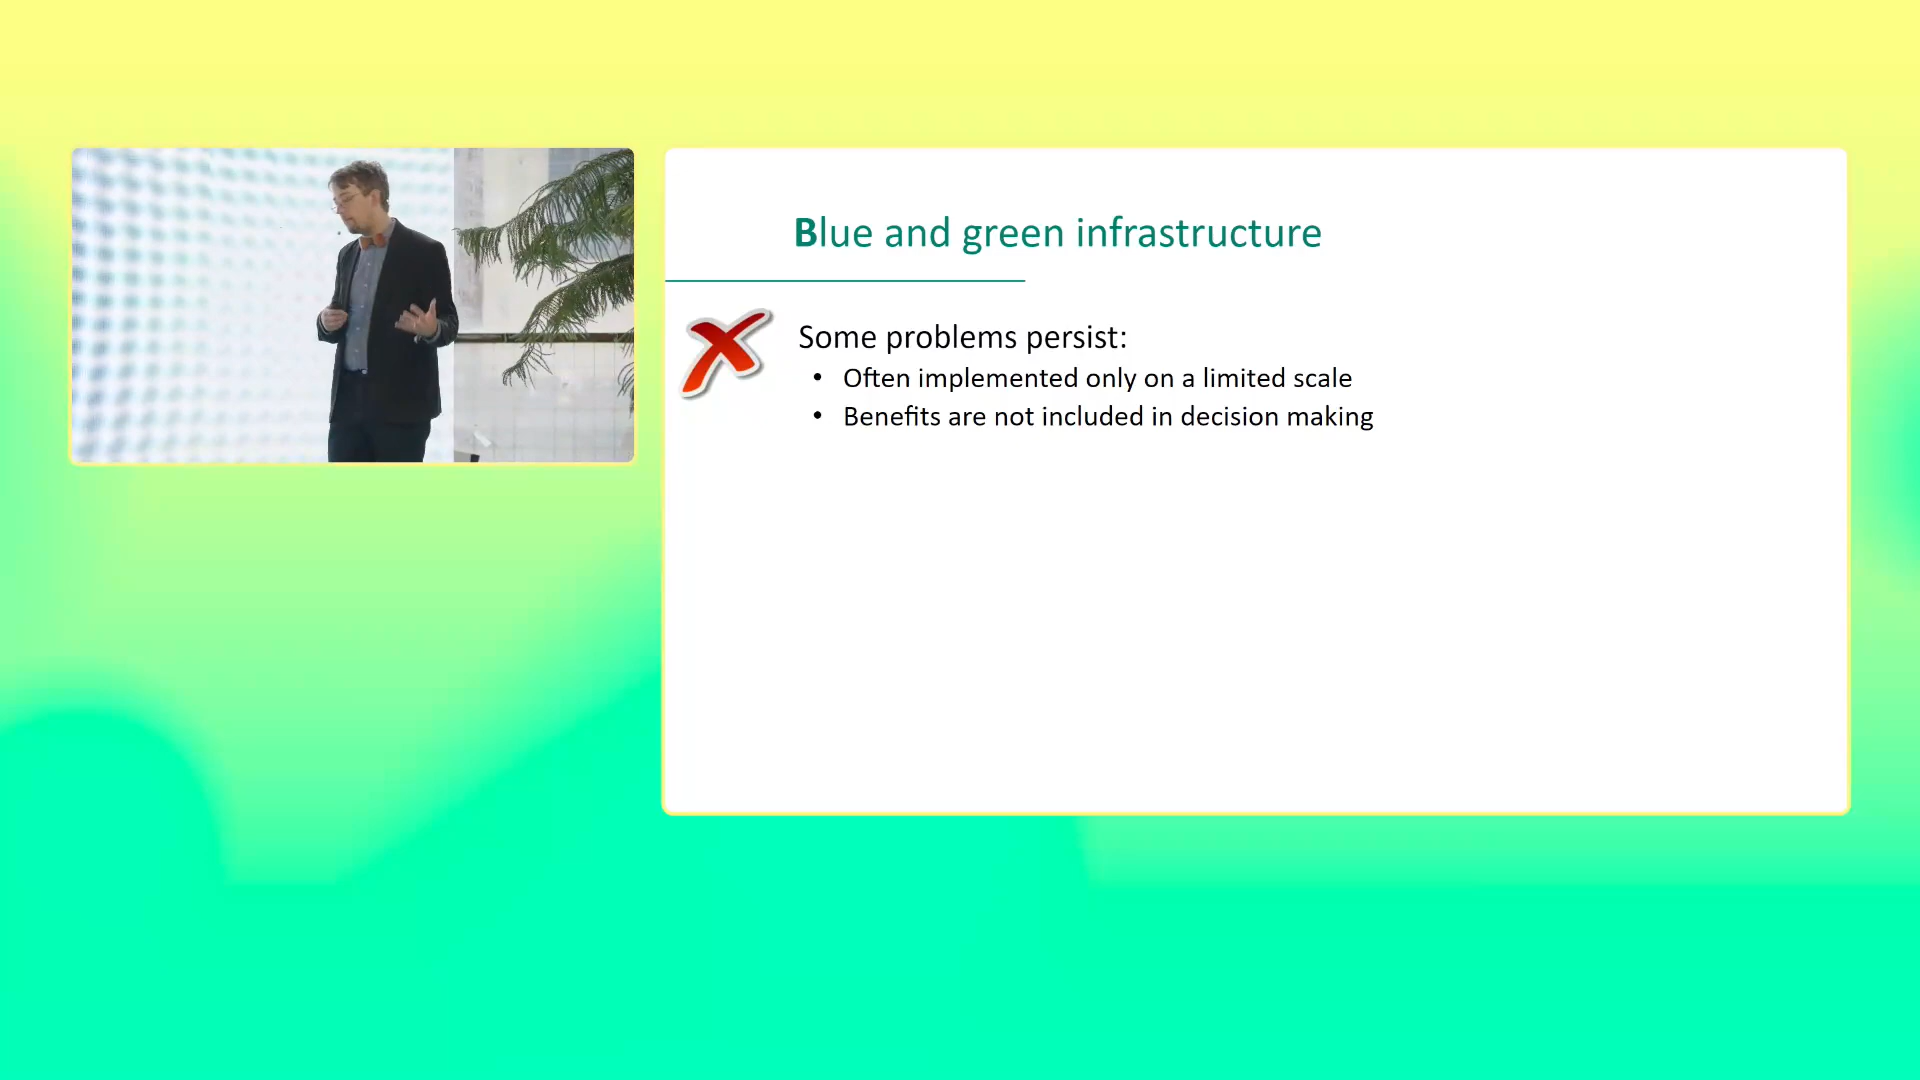 Blue and green infrastructure
Some problems persist:
• Often implemented only on a limited scale
• Benefits are not included in decision making